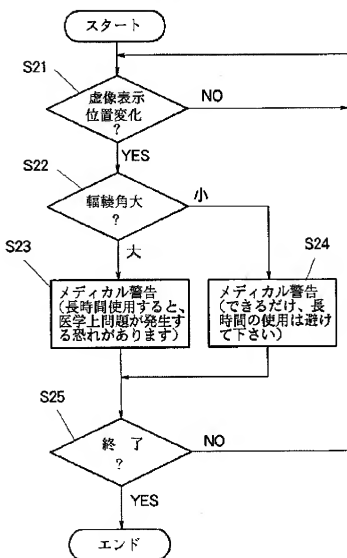 スタート
S21
虚像表示
位置変化
?
NO
YES
S22
輻輳角大
?
小
大
S23
メディカル警告
(長時間使用すると、
医学上問題が発生す
る恐れがあります)
S24
メディカル警告
(できるだけ、長
時間の使用は避け
て下さい)
S25
終 了
?
NO
YES
エンド